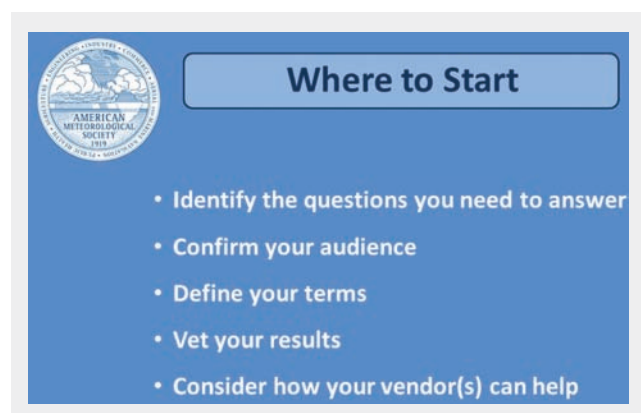 Where to Start
AMERICAN
METEOROLOGICAL
SOCIETY
1919
• Identify the questions you need to answer
• Confirm your audience
• Define your terms
• Vet your results
• Consider how your vendor(s) can help